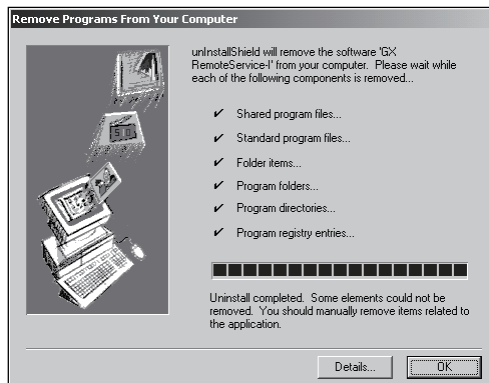 Remove Programs From Your Computer
unInstallShield will remove the software 'GX
RemoteService-I' from your computer. Please wait while
each of the following components is removed...
✔ Shared program files...
✔ Standard program files...
✔ Folder items...
✔ Program folders...
✔ Program directories...
✔ Program registry entries...
Uninstall completed. Some elements could not be
removed. You should manually remove items related to
the application.
Details...
OK